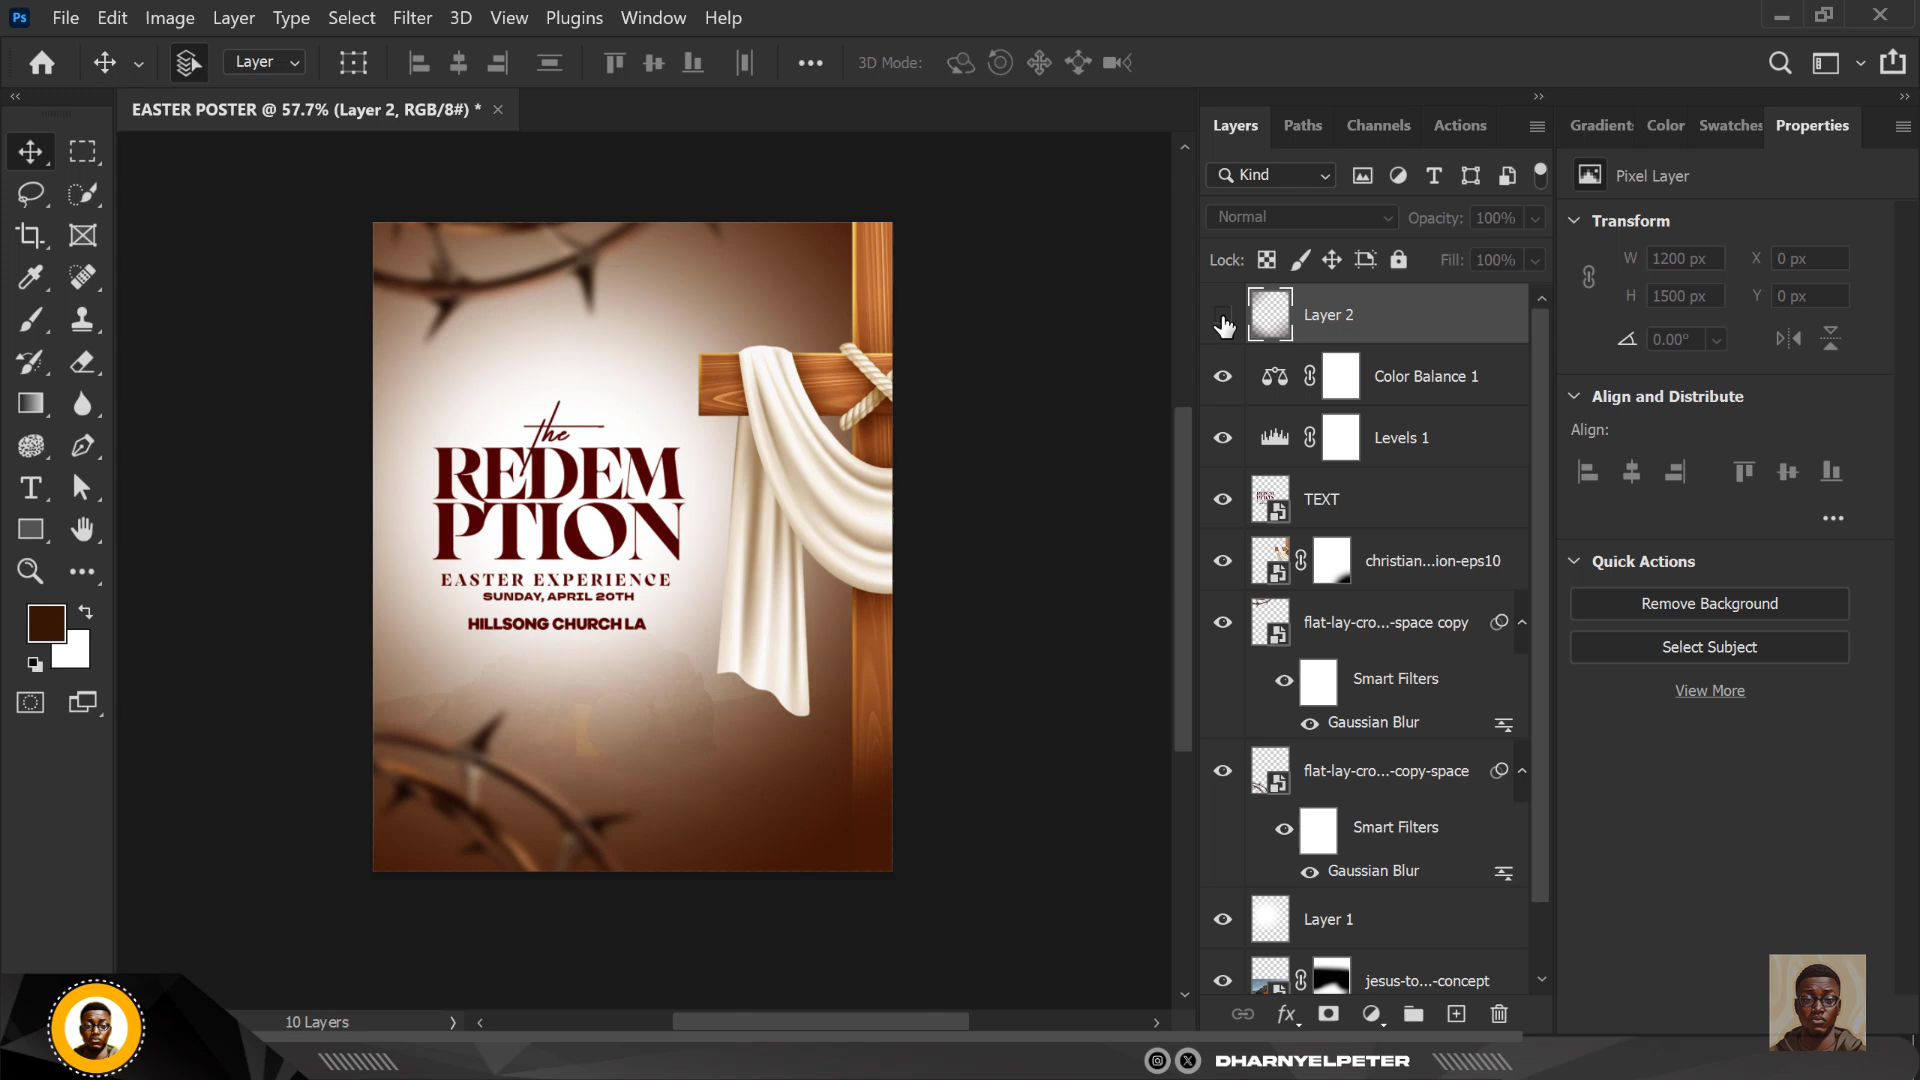 Ps File Edit Image Layer Type Select Filter 3D View Plugins Window Help
Layer 3D Mode:
EASTER POSTER @ 57.7% (Layer 2, RGB/8#) *
the
REDEM
PTION
EASTER EXPERIENCE
SUNDAY, APRIL 20TH
HILLSONG CHURCH LA
10 Layers
Layers Paths Channels Actions
Kind
Normal Opacity: 100%
Lock: Fill: 100%
Layer 2
Color Balance 1
Levels 1
TEXT
christian...ion-eps10
flat-lay-cro...-space copy
Smart Filters
Gaussian Blur
flat-lay-cro...-copy-space
Smart Filters
Gaussian Blur
Layer 1
jesus-to...-concept
fx
Gradient Color Swatches Properties
Pixel Layer
Transform
W 1200 px X 0 px
H 1500 px Y 0 px
0.00°
Align and Distribute
Align:
Quick Actions
Remove Background
Select Subject
View More
DHARNYELPETER